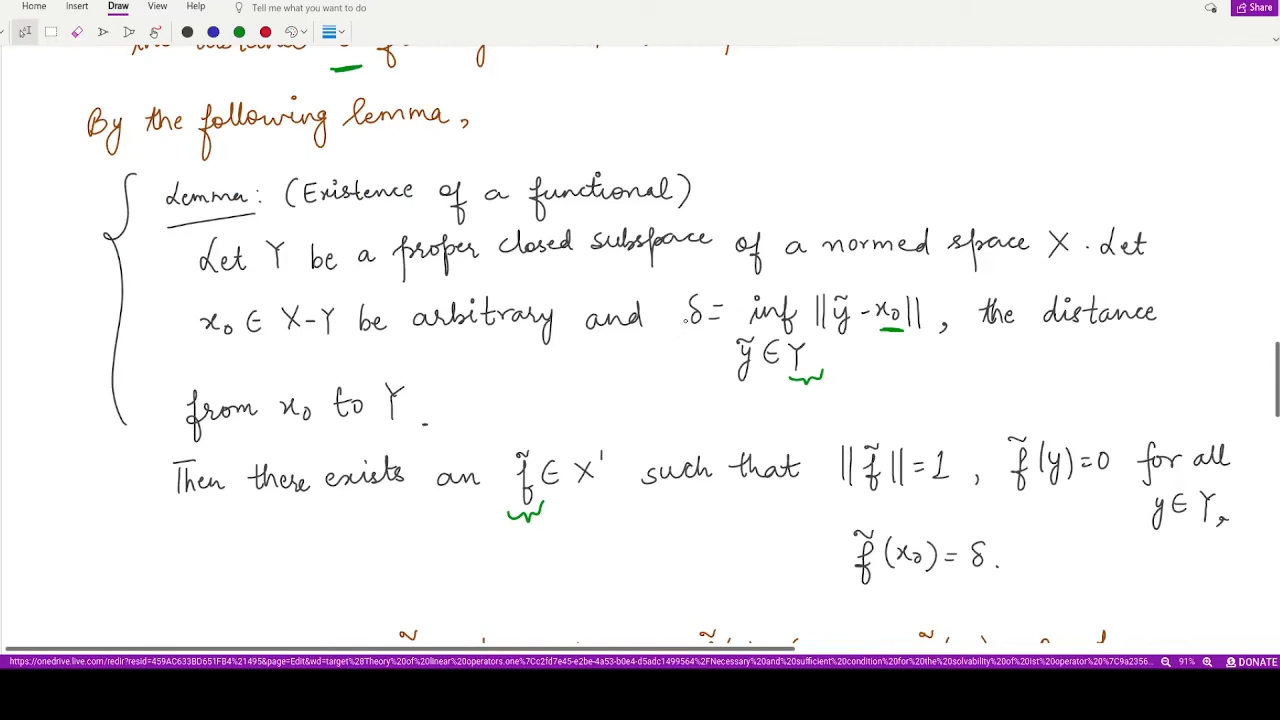 Home Insert Draw View Help Tell me what you want to do Share
By the following lemma,
Lemma: (Existence of a functional)
Let Y be a proper closed subspace of a normed space X. Let
x₀ ∈ X-Y be arbitrary and δ = inf ||ỹ - x₀||, the distance
ỹ ∈ Y
from x₀ to Y.
Then there exists an f̃ ∈ X' such that ||f̃|| = 1, f̃(y) = 0 for all
y ∈ Y,
f̃(x₀) = δ.
91% DONATE